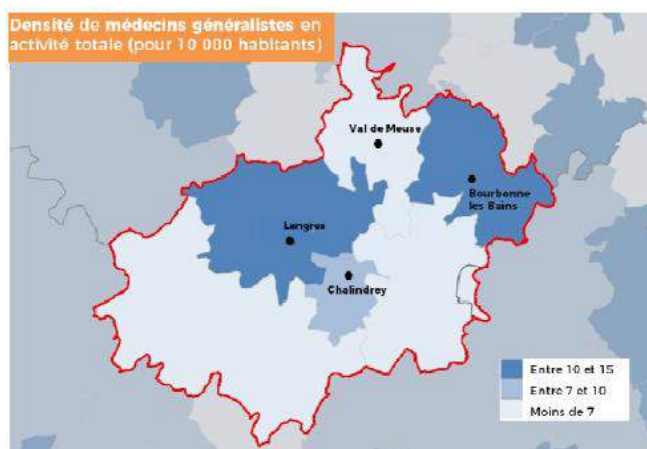 Densité de médecins généralistes en
activité totale (pour 10 000 habitants)
Val de Meuse
Bourbonne
les Bains
Langres
Chalindrey
Entre 10 et 15
Entre 7 et 10
Moins de 7